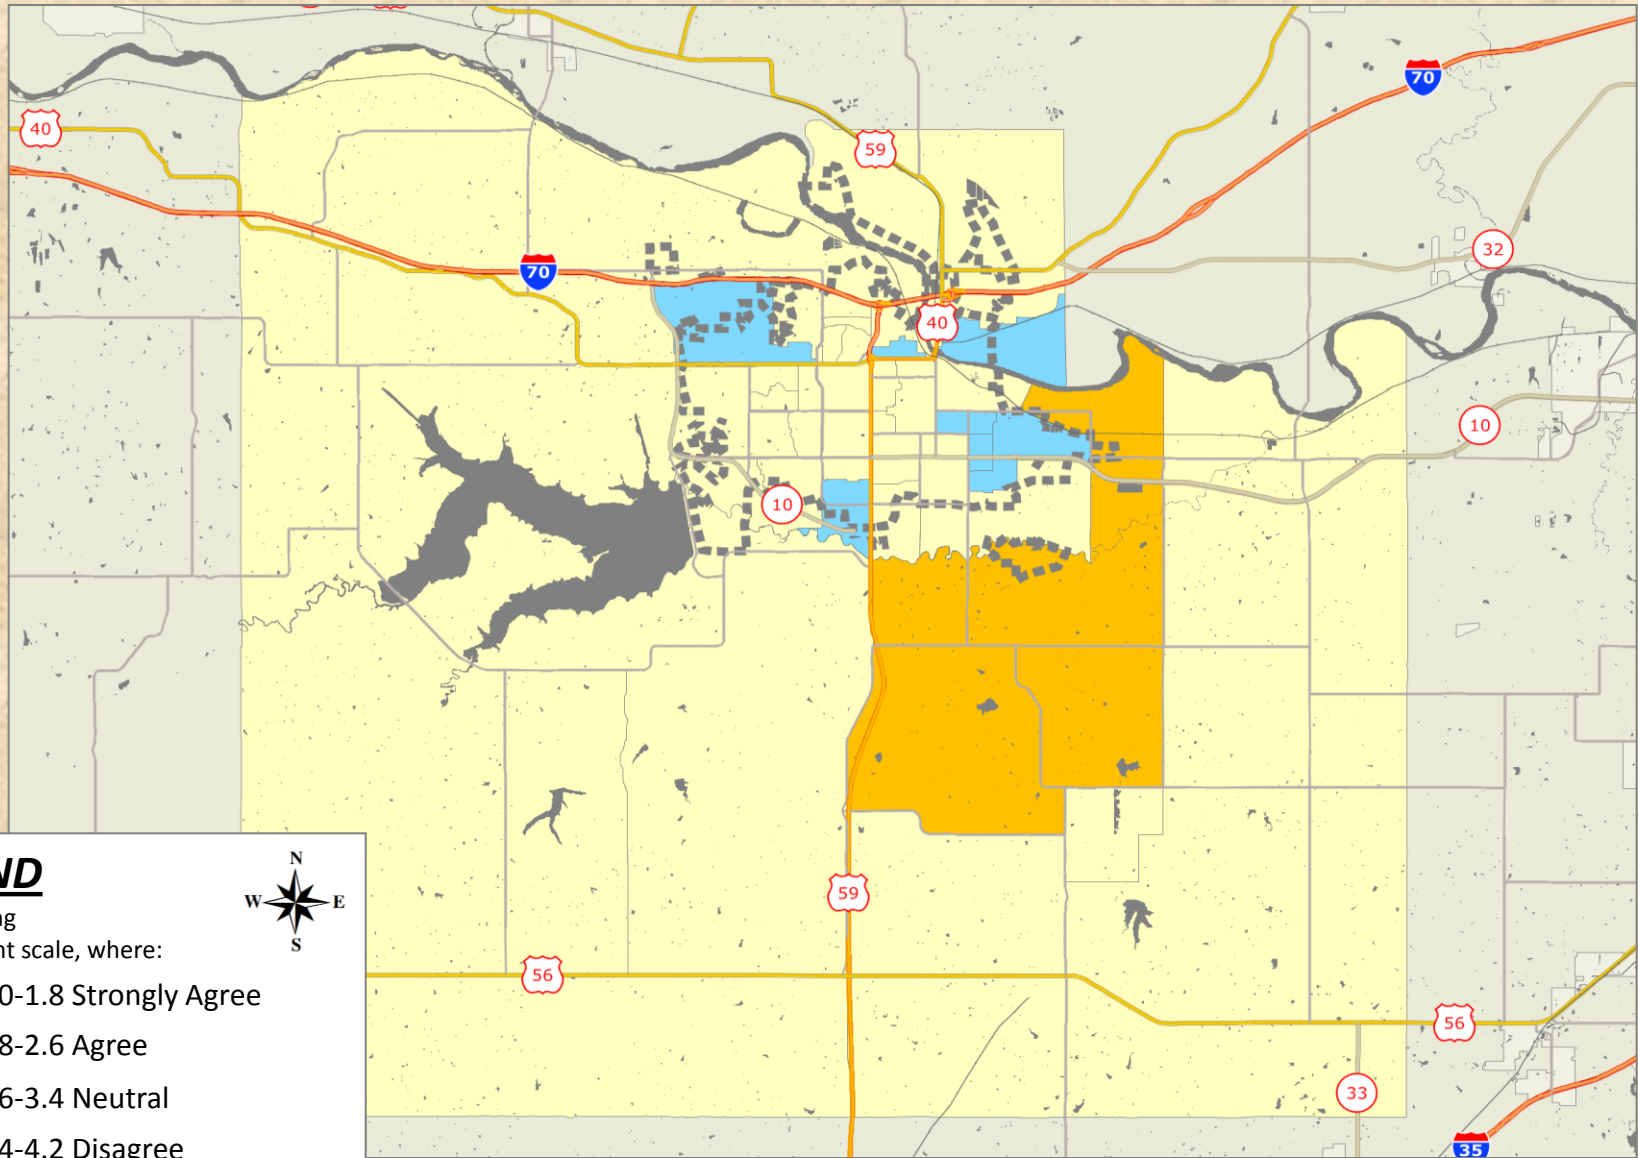 70
40
59
32
70
40
10
10
ND
N
W E
S
ng
nt scale, where:
0-1.8 Strongly Agree
8-2.6 Agree
6-3.4 Neutral
4-4.2 Disagree
59
56
56
33
35